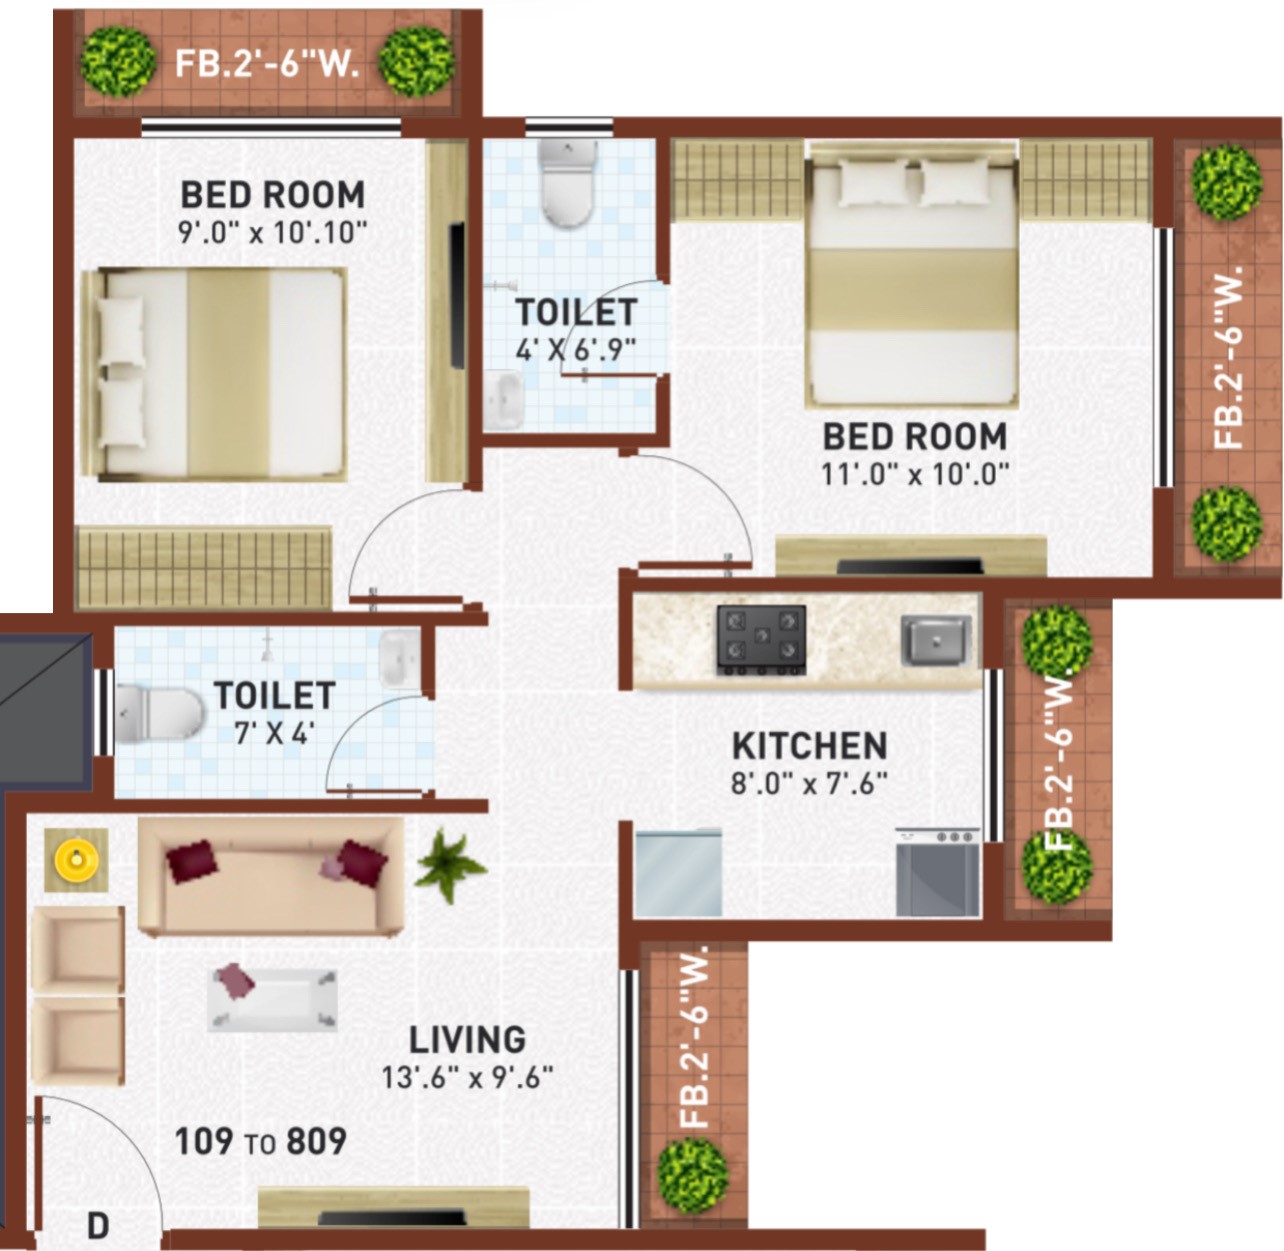 FB.2'-6"W.
BED ROOM
9'.0" x 10'.10"
TOILET
4' X 6'.9"
FB.2'-6"W.
BED ROOM
11'.0" x 10'.0"
TOILET
7' X 4'
KITCHEN
8'.0" x 7'.6"
FB.2'-6"W.
LIVING
13'.6" x 9'.6"
FB.2'-6"W.
109 TO 809
D